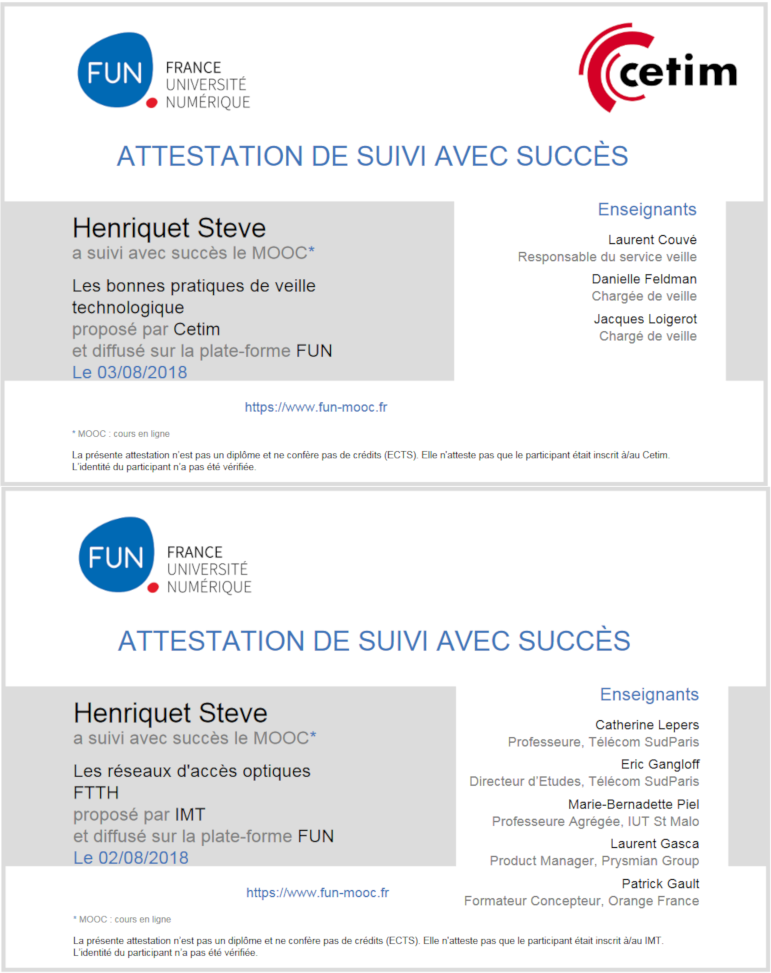 FUN
FRANCE
UNIVERSITÉ
NUMÉRIQUE
cetim
ATTESTATION DE SUIVI AVEC SUCCÈS
Henriquet Steve
a suivi avec succès le MOOC*
Les bonnes pratiques de veille
technologique
proposé par Cetim
et diffusé sur la plate-forme FUN
Le 03/08/2018
Enseignants
Laurent Couvé
Responsable du service veille
Danielle Feldman
Chargée de veille
Jacques Loigerot
Chargé de veille
https://www.fun-mooc.fr
* MOOC : cours en ligne
La présente attestation n'est pas un diplôme et ne confère pas de crédits (ECTS). Elle n'atteste pas que le participant était inscrit à/au Cetim.
L'identité du participant n'a pas été vérifiée.
FUN
FRANCE
UNIVERSITÉ
NUMÉRIQUE
ATTESTATION DE SUIVI AVEC SUCCÈS
Henriquet Steve
a suivi avec succès le MOOC*
Les réseaux d'accès optiques
FTTH
proposé par IMT
et diffusé sur la plate-forme FUN
Le 02/08/2018
Enseignants
Catherine Lepers
Professeure, Télécom SudParis
Eric Gangloff
Directeur d'Etudes, Télécom SudParis
Marie-Bernadette Piel
Professeure Agrégée, IUT St Malo
Laurent Gasca
Product Manager, Prysmian Group
Patrick Gault
Formateur Concepteur, Orange France
https://www.fun-mooc.fr
* MOOC : cours en ligne
La présente attestation n'est pas un diplôme et ne confère pas de crédits (ECTS). Elle n'atteste pas que le participant était inscrit à/au IMT.
L'identité du participant n'a pas été vérifiée.